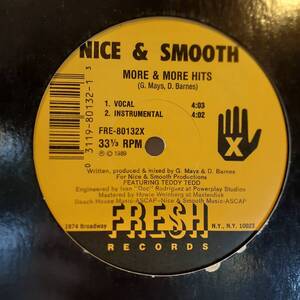 NICE & SMOOTH
MORE & MORE HITS
(G. Mays, D. Barnes)
FRE-80132X
1. VOCAL 4:03
2. INSTRUMENTAL 4:02
33⅓ RPM
℗ © 1989
0 3119-80132-1 3
X
Written, produced & mixed by G. Mays & D. Barnes
For Nice & Smooth Productions
FEATURING TEDDY TEDD
Engineered by Ivan "Doc" Rodriguez at Powerplay Studios
Mastered by Howie Weinberg at Masterdisk
Beach House Music-ASCAP-Nice & Smooth Music-ASCAP
FRESH
RECORDS
1974 Broadway N.Y., N.Y. 10023